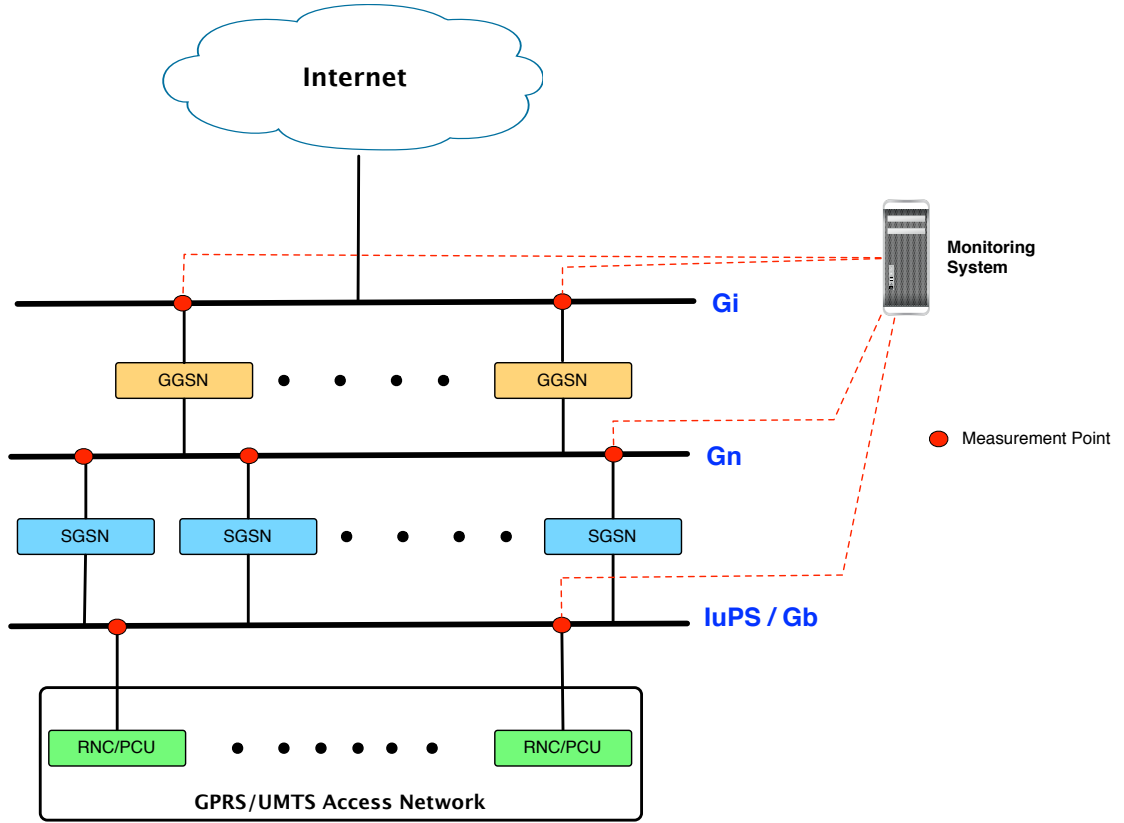 Internet
Monitoring
System
Gi
GGSN
GGSN
Measurement Point
Gn
SGSN
SGSN
SGSN
IuPS / Gb
RNC/PCU
RNC/PCU
GPRS/UMTS Access Network